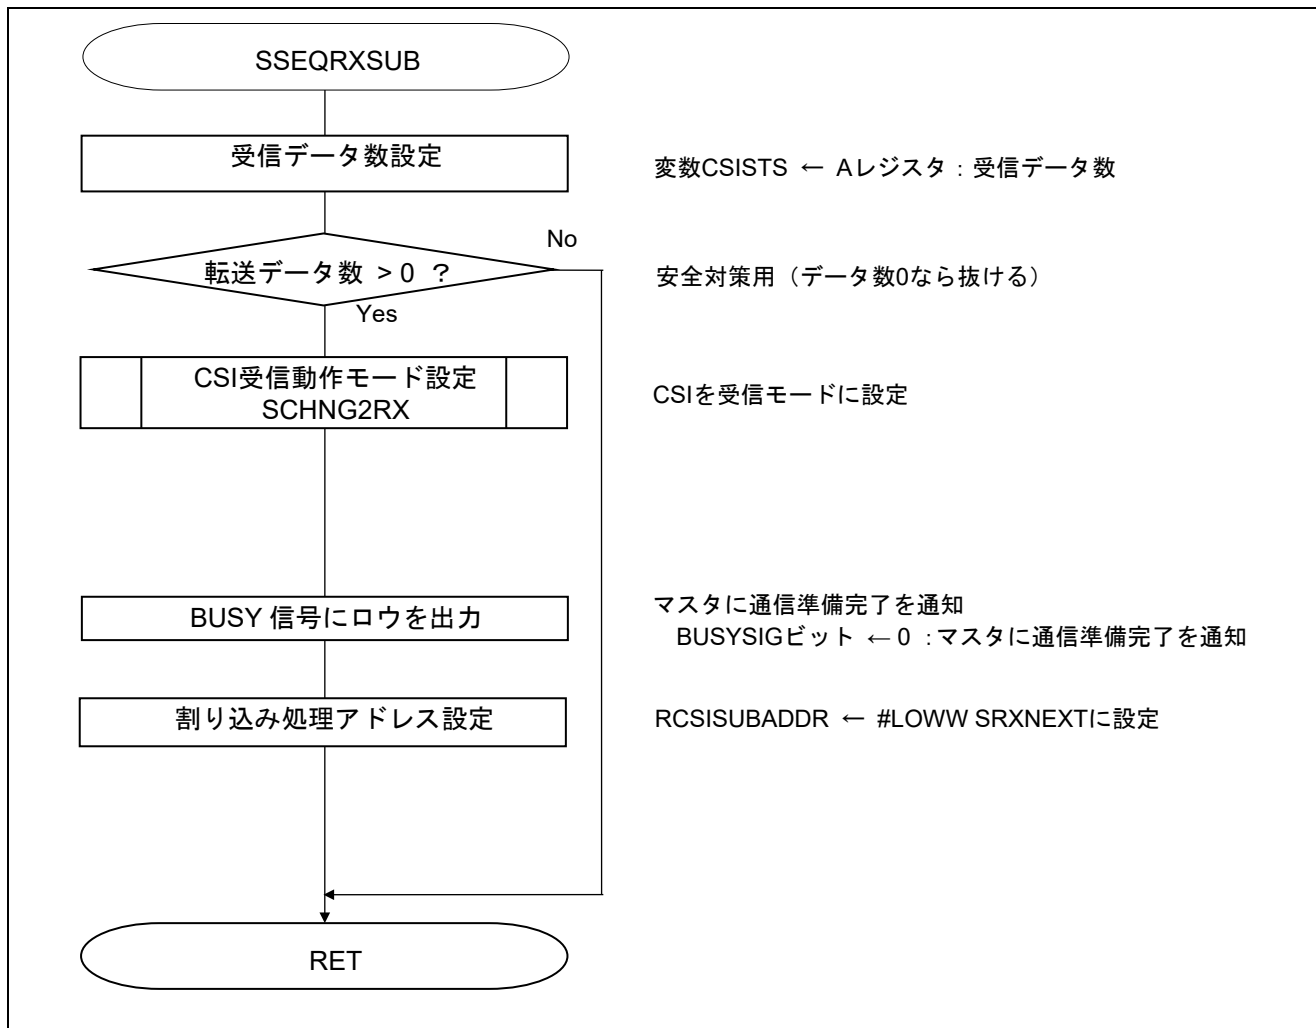 SSEQRXSUB
受信データ数設定
変数CSISTS ← Aレジスタ：受信データ数
No
転送データ数 > 0 ？
安全対策用（データ数0なら抜ける）
Yes
CSI受信動作モード設定
SCHNG2RX
CSIを受信モードに設定
BUSY 信号にロウを出力
マスタに通信準備完了を通知
BUSYSIGビット ← 0 ：マスタに通信準備完了を通知
割り込み処理アドレス設定
RCSISUBADDR ← #LOWW SRXNEXTに設定
RET